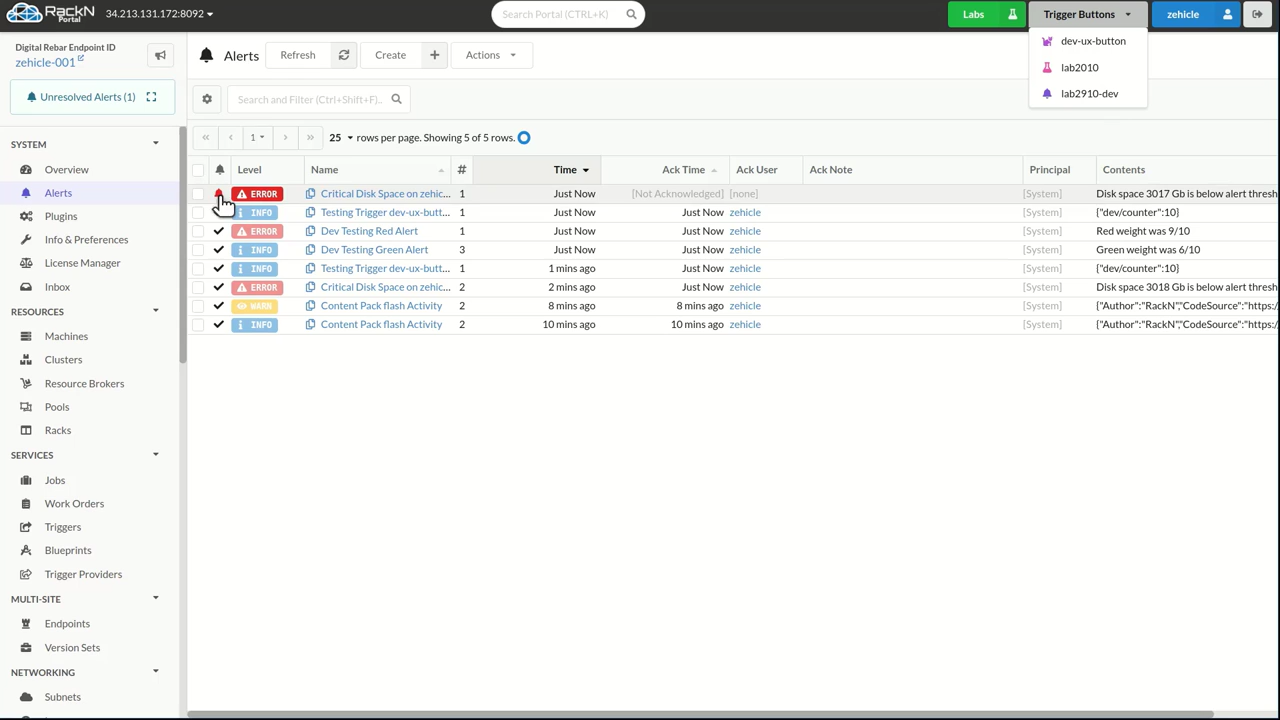 RackN Portal
34.213.131.172:8092
Search Portal (CTRL+K)
Labs
Trigger Buttons
zehicle
dev-ux-button
lab2010
lab2910-dev
Digital Rebar Endpoint ID
zehicle-001
Unresolved Alerts (1)
Alerts
Refresh
Create
Actions
Search and Filter (Ctrl+Shift+F)..
1
25 rows per page. Showing 5 of 5 rows.
SYSTEM
Overview
Alerts
Plugins
Info & Preferences
License Manager
Inbox
RESOURCES
Machines
Clusters
Resource Brokers
Pools
Racks
SERVICES
Jobs
Work Orders
Triggers
Blueprints
Trigger Providers
MULTI-SITE
Endpoints
Version Sets
NETWORKING
Subnets
Level Name # Time Ack Time Ack User Ack Note Principal Contents
ERROR Critical Disk Space on zehic... 1 Just Now [Not Acknowledged] [none] [System] Disk space 3017 Gb is below alert thresh
INFO Testing Trigger dev-ux-butt... 1 Just Now Just Now zehicle [System] {"dev/counter":10}
ERROR Dev Testing Red Alert 1 Just Now Just Now zehicle [System] Red weight was 9/10
INFO Dev Testing Green Alert 3 Just Now Just Now zehicle [System] Green weight was 6/10
INFO Testing Trigger dev-ux-butt... 1 1 mins ago Just Now zehicle [System] {"dev/counter":10}
ERROR Critical Disk Space on zehic... 2 2 mins ago Just Now zehicle [System] Disk space 3018 Gb is below alert thresh
WARN Content Pack flash Activity 2 8 mins ago 8 mins ago zehicle [System] {"Author":"RackN","CodeSource":"https:/
INFO Content Pack flash Activity 2 10 mins ago 10 mins ago zehicle [System] {"Author":"RackN","CodeSource":"https:/